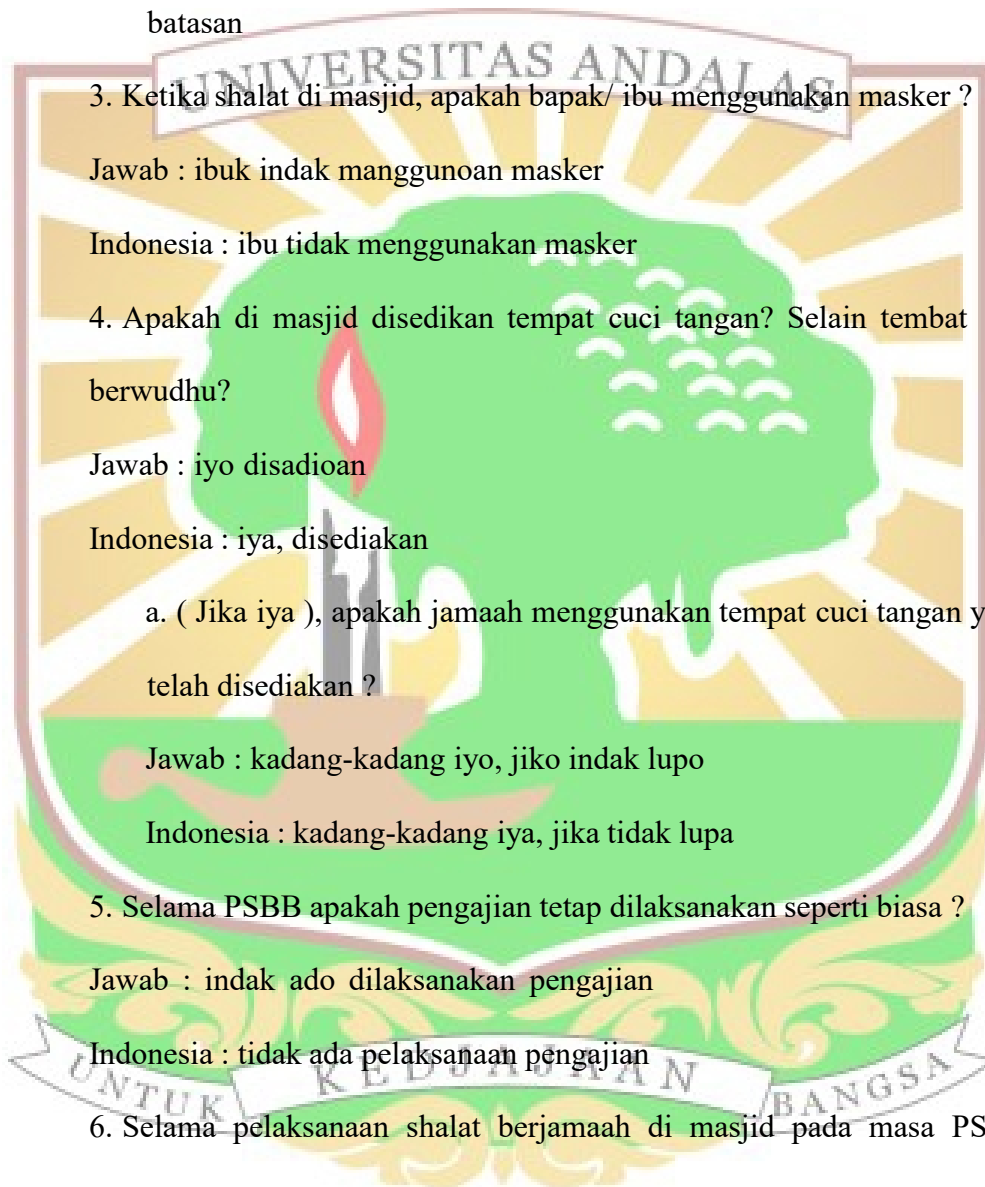 batasan
UNIVERSITAS ANDALAS
3. Ketika shalat di masjid, apakah bapak/ ibu menggunakan masker ?
Jawab : ibuk indak manggunoan masker
Indonesia : ibu tidak menggunakan masker
4. Apakah di masjid disedikan tempat cuci tangan? Selain tembat
berwudhu?
Jawab : iyo disadioan
Indonesia : iya, disediakan
a. ( Jika iya ), apakah jamaah menggunakan tempat cuci tangan y
telah disediakan ?
Jawab : kadang-kadang iyo, jiko indak lupo
Indonesia : kadang-kadang iya, jika tidak lupa
5. Selama PSBB apakah pengajian tetap dilaksanakan seperti biasa ?
Jawab : indak ado dilaksanakan pengajian
Indonesia : tidak ada pelaksanaan pengajian
UNTUK KEDJAJAAN BANGSA
6. Selama pelaksanaan shalat berjamaah di masjid pada masa PS